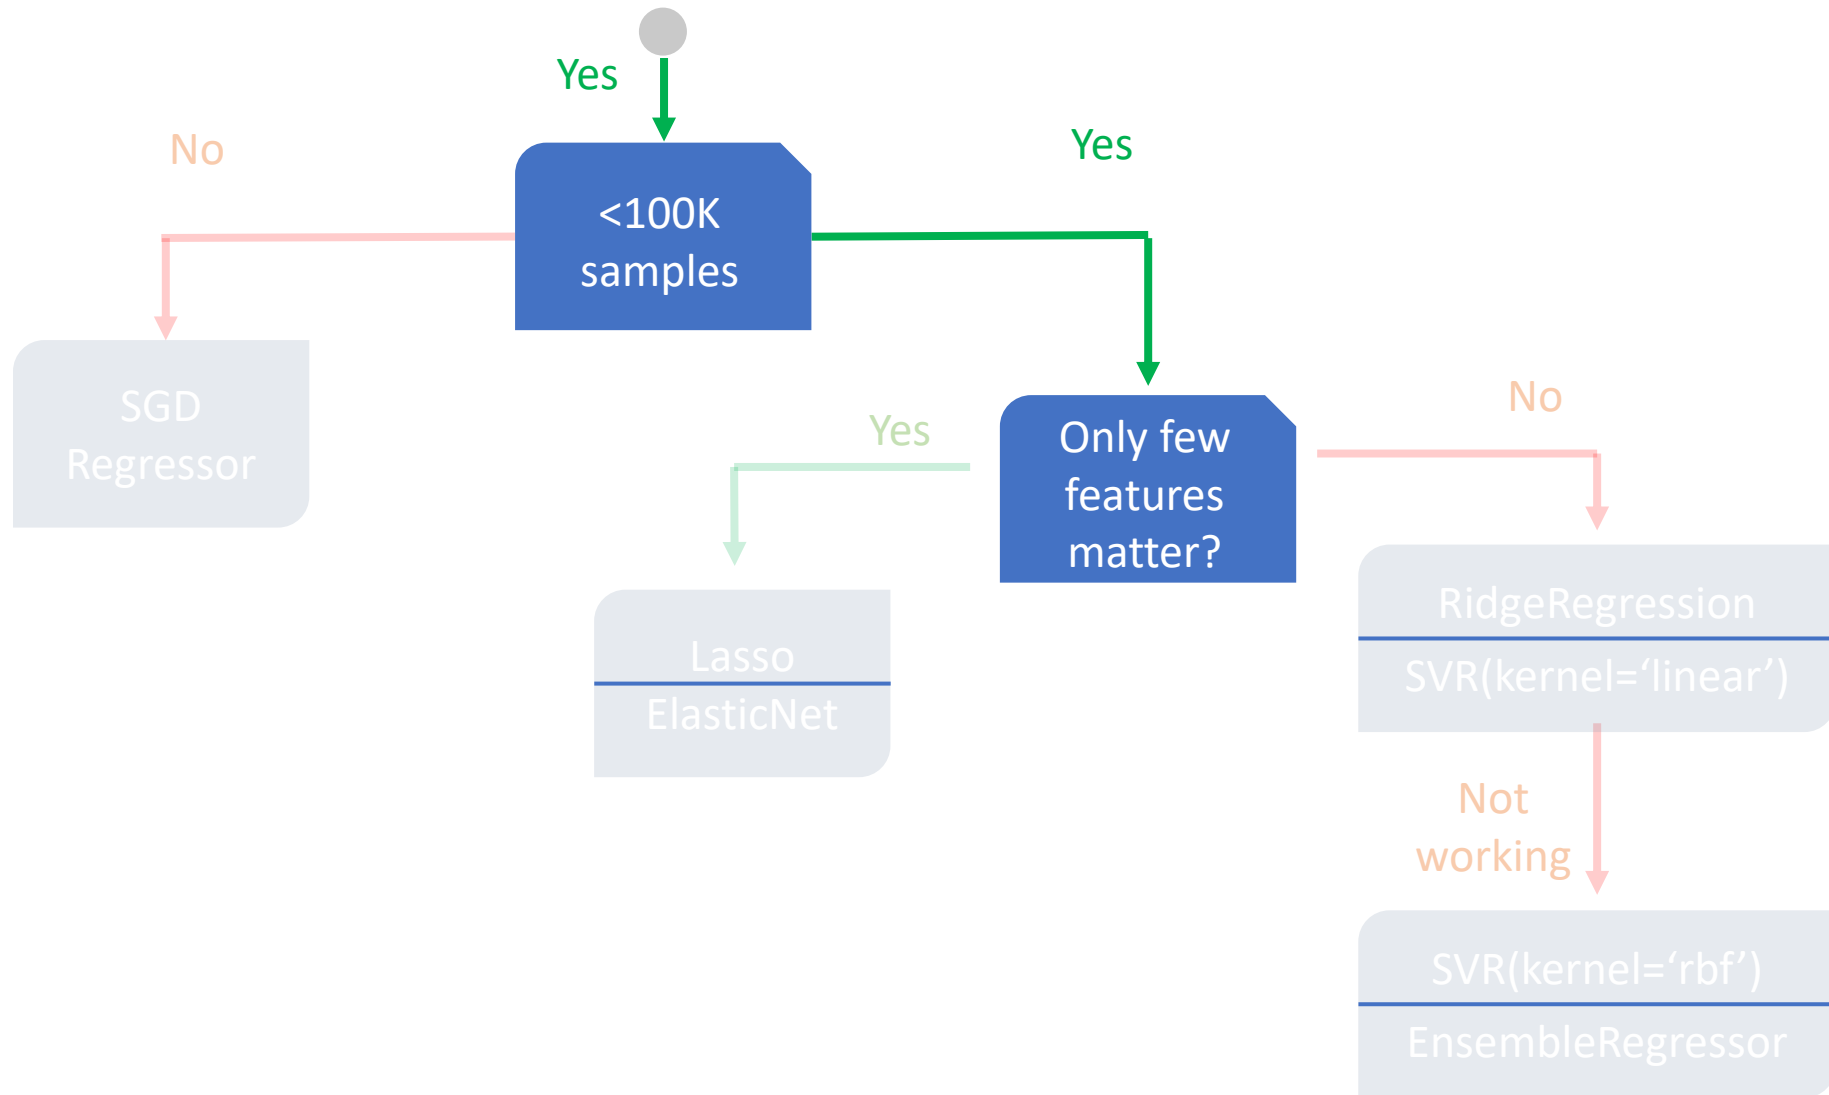 Yes
No
Yes
<100K
samples
SGD
Regressor
Yes
Only few
features
matter?
No
Lasso
ElasticNet
RidgeRegression
SVR(kernel=‘linear’)
Not
working
SVR(kernel=‘rbf’)
EnsembleRegressor